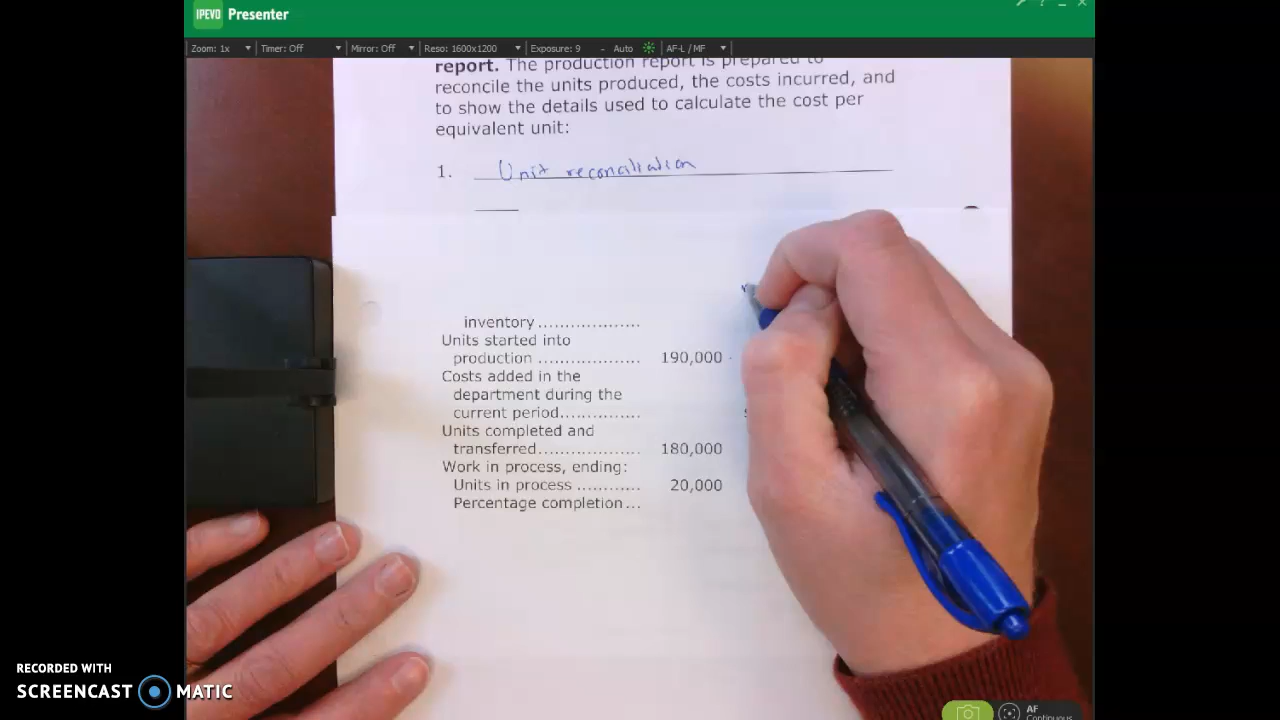 IPEVO Presenter
Zoom: 1x Timer: Off Mirror: Off Reso: 1600x1200 Exposure: 9 - Auto AF-L / MF
report. The production report is prepared to
reconcile the units produced, the costs incurred, and
to show the details used to calculate the cost per
equivalent unit:
1. Unit reconciliation
inventory ...................
Units started into
production ................... 190,000
Costs added in the
department during the
current period...............
Units completed and
transferred................... 180,000
Work in process, ending:
Units in process ............ 20,000
Percentage completion ...
RECORDED WITH
SCREENCAST MATIC
AF
Continuous